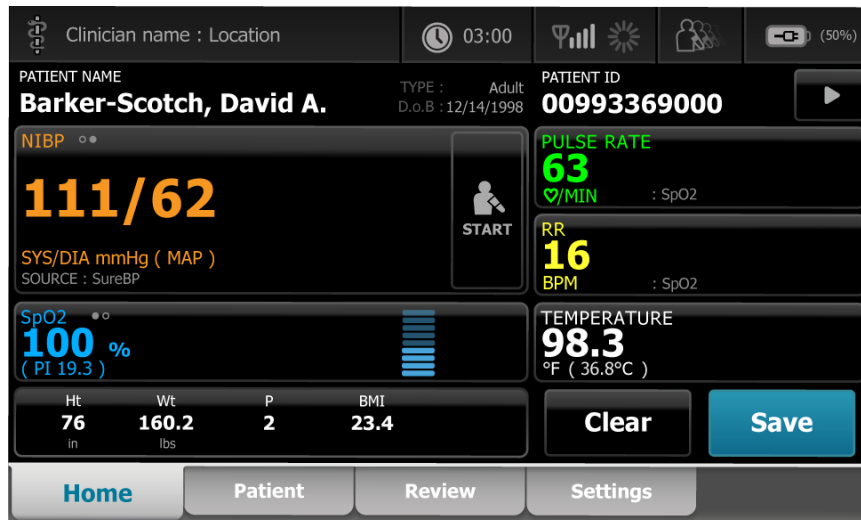 Clinician name : Location
03:00
(50%)
PATIENT NAME
Barker-Scotch, David A.
TYPE : Adult
D.o.B : 12/14/1998
PATIENT ID
00993369000
NIBP
111/62
START
SYS/DIA mmHg ( MAP )
SOURCE : SureBP
PULSE RATE
63
/MIN : SpO2
RR
16
BPM : SpO2
SpO2
100 %
( PI 19.3 )
TEMPERATURE
98.3
°F ( 36.8°C )
Ht Wt P BMI
76 160.2 2 23.4
in lbs
Clear
Save
Home Patient Review Settings